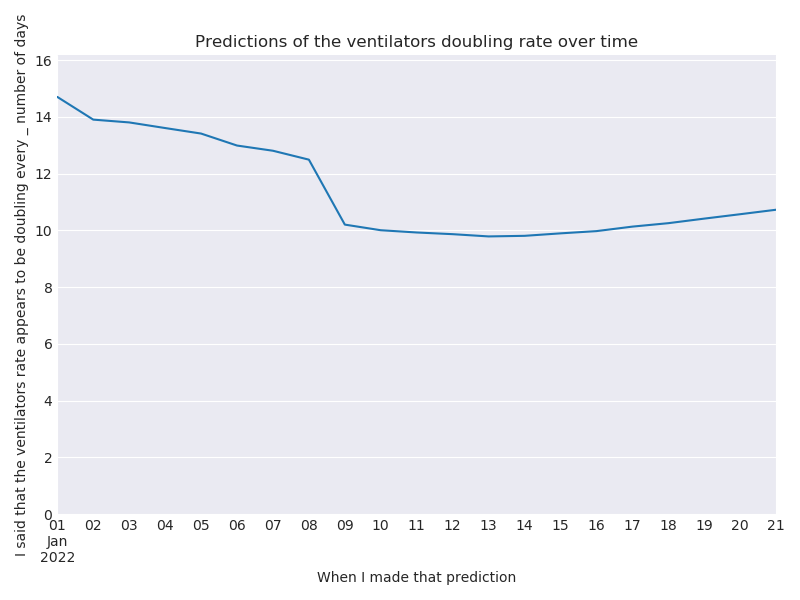 Predictions of the ventilators doubling rate over time
I said that the ventilators rate appears to be doubling every _ number of days
16
14
12
10
8
6
4
2
0
01 02 03 04 05 06 07 08 09 10 11 12 13 14 15 16 17 18 19 20 21
Jan
2022
When I made that prediction